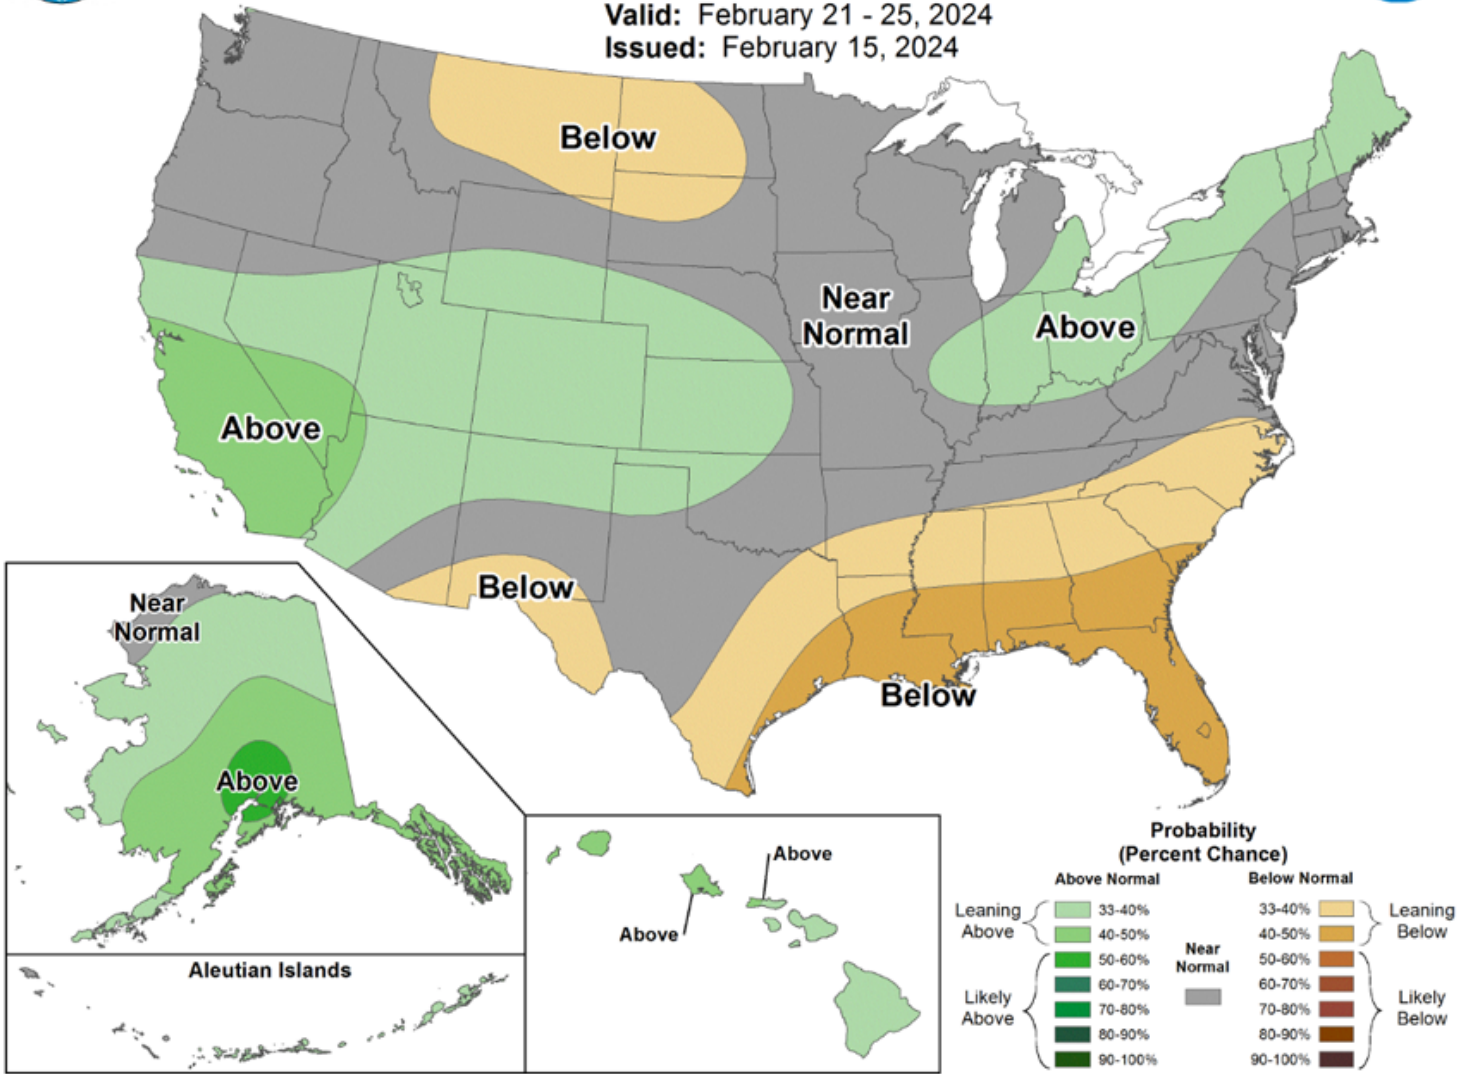 Valid: February 21 - 25, 2024
Issued: February 15, 2024
Below
Near
Normal
Above
Above
Below
Below
Near
Normal
Above
Aleutian Islands
Above
Above
Probability
(Percent Chance)
Above Normal
Below Normal
Leaning
Above
33-40%
40-50%
Likely
Above
50-60%
60-70%
70-80%
80-90%
90-100%
Near
Normal
33-40%
40-50%
Leaning
Below
50-60%
60-70%
70-80%
80-90%
90-100%
Likely
Below